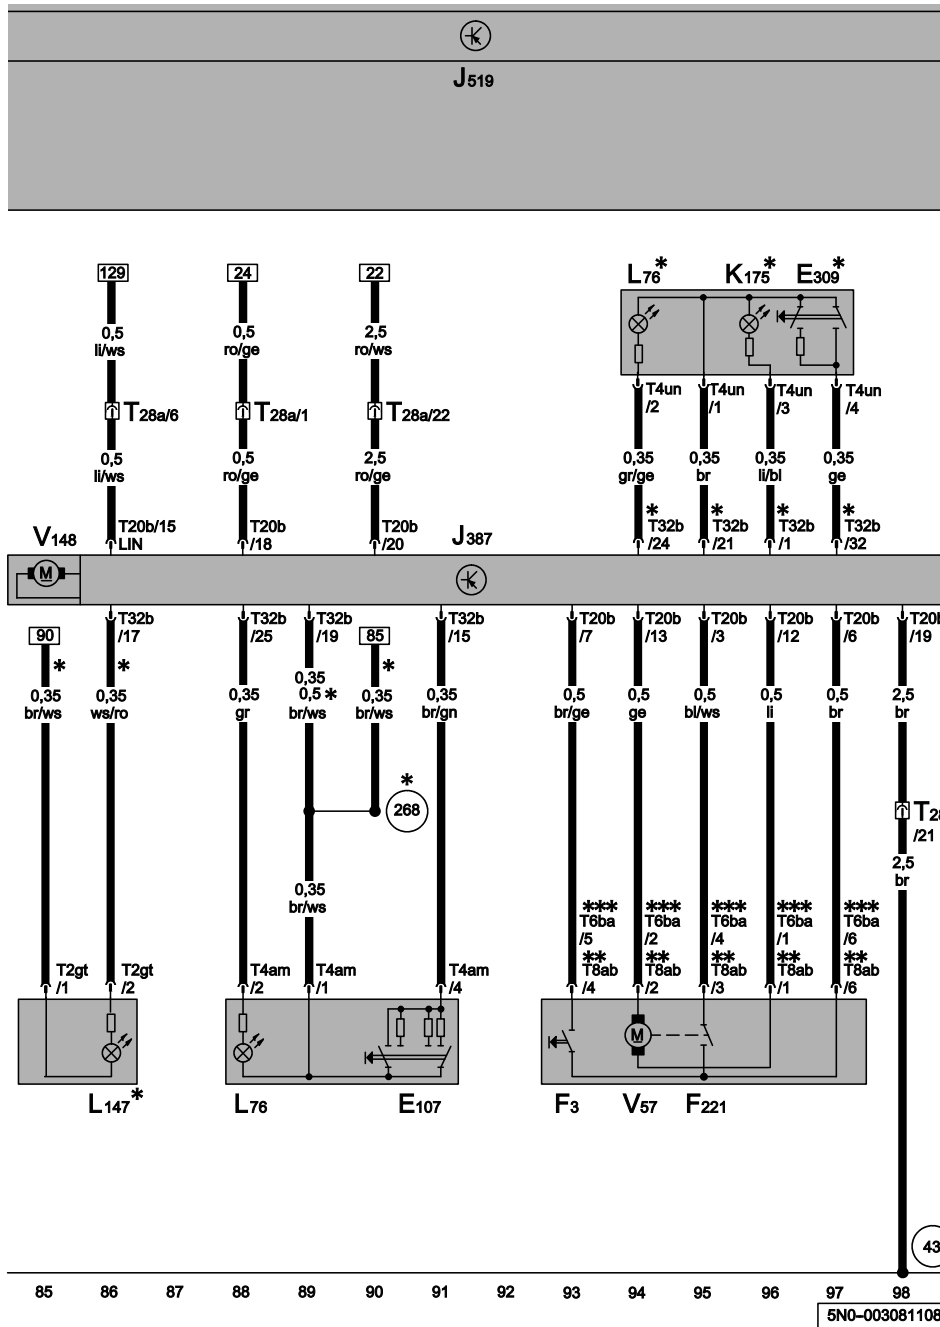 J519
129
24
22
L76*
K175*
E309*
0,5
li/ws
0,5
ro/ge
2,5
ro/ws
T28a/6
T28a/1
T28a/22
T4un
/2
T4un
/1
T4un
/3
T4un
/4
0,5
li/ws
0,5
ro/ge
2,5
ro/ge
0,35
gr/ge
0,35
br
0,35
li/bl
0,35
ge
V148
T20b/15
LIN
T20b
/18
T20b
/20
J387
*
T32b
/24
*
T32b
/21
*
T32b
/1
*
T32b
/32
M
90
T32b
/17
T32b
/25
T32b
/19
85
T32b
/15
T20b
/7
T20b
/13
T20b
/3
T20b
/12
T20b
/6
T20b
/19
*
0,35
br/ws
*
0,35
ws/ro
0,35
gr
0,35
0,5 *
br/ws
*
0,35
br/ws
0,35
br/gn
0,5
br/ge
0,5
ge
0,5
bl/ws
0,5
li
0,5
br
2,5
br
*
268
T28
/21
0,35
br/ws
2,5
br
***
T6ba
/5
**
T8ab
/4
***
T6ba
/2
**
T8ab
/2
***
T6ba
/4
**
T8ab
/3
***
T6ba
/1
**
T8ab
/1
***
T6ba
/6
**
T8ab
/6
T2gt
/1
T2gt
/2
T4am
/2
T4am
/1
T4am
/4
M
L147*
L76
E107
F3
V57
F221
43
85 86 87 88 89 90 91 92 93 94 95 96 97 98
5N0-003081108